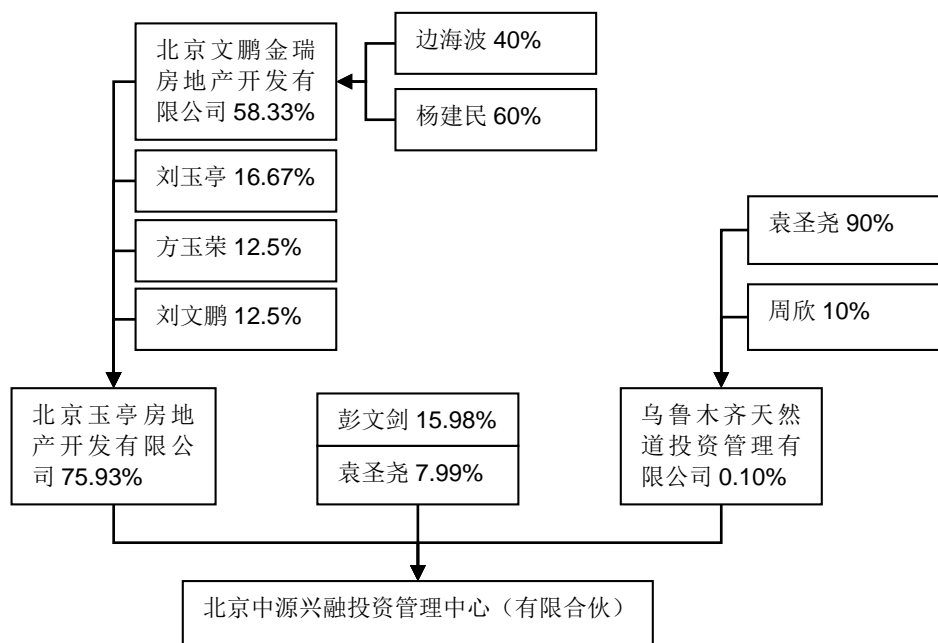 北京文鹏金瑞
房地产开发有
限公司 58.33%
边海波 40%
杨建民 60%
刘玉亭 16.67%
方玉荣 12.5%
刘文鹏 12.5%
袁圣尧 90%
周欣 10%
北京玉亭房地
产开发有限公
司 75.93%
彭文剑 15.98%
袁圣尧 7.99%
乌鲁木齐天然
道投资管理有
限公司 0.10%
北京中源兴融投资管理中心（有限合伙）